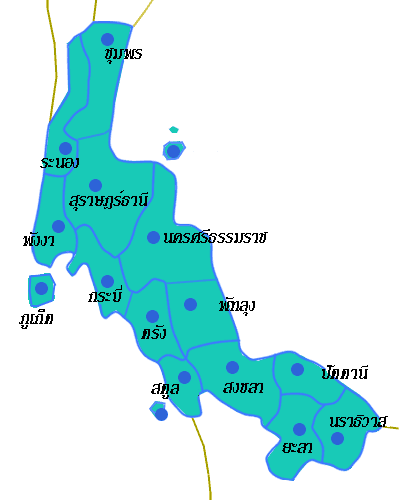 ชุมพร
ระนอง
สุราษฎร์ธานี
พังงา
นครศรีธรรมราช
กระบี่
ภูเก็ต
พัทลุง
ตรัง
สตูล
สงขลา
ปัตตานี
นราธิวาส
ยะลา